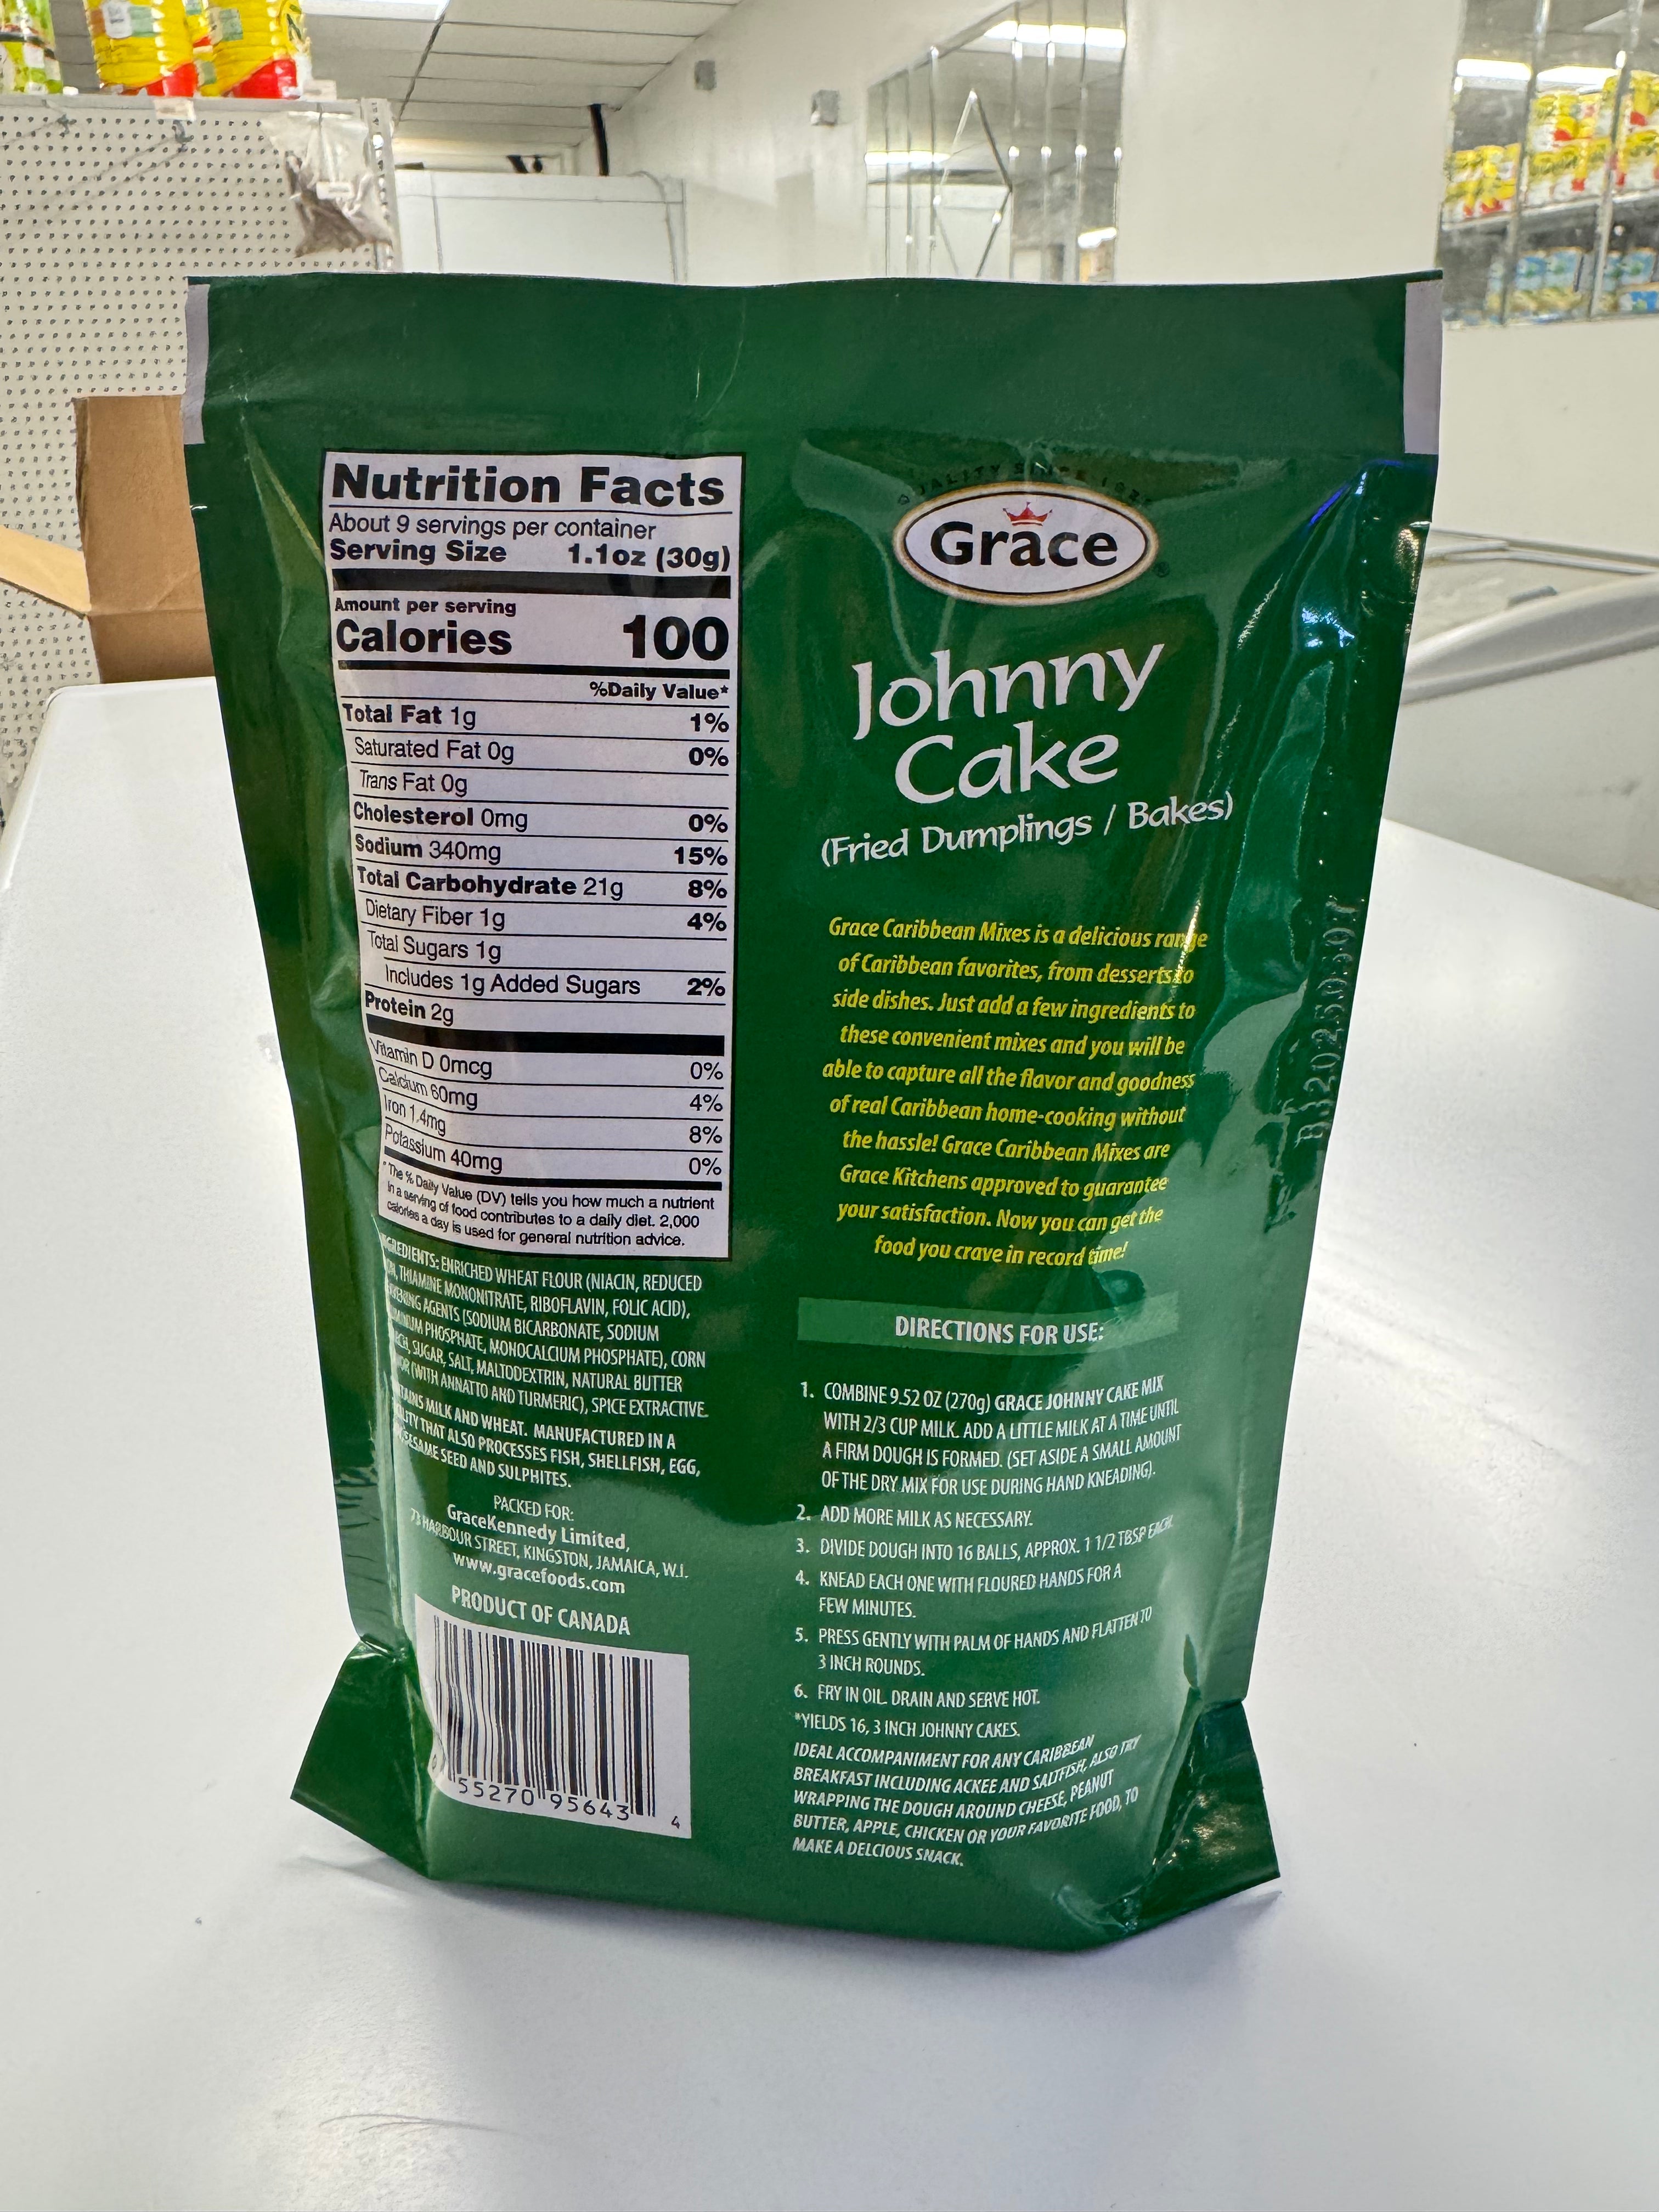 Nutrition Facts
About 9 servings per container
Serving Size 1.1oz (30g)
Amount per serving
Calories 100
%Daily Value*
Total Fat 1g 1%
Saturated Fat 0g 0%
Trans Fat 0g
Cholesterol 0mg 0%
Sodium 340mg 15%
Total Carbohydrate 21g 8%
Dietary Fiber 1g 4%
Total Sugars 1g
Includes 1g Added Sugars 2%
Protein 2g
Vitamin D 0mcg 0%
Calcium 60mg 4%
Iron 1.4mg 8%
Potassium 40mg 0%
* The % Daily Value (DV) tells you how much a nutrient
in a serving of food contributes to a daily diet. 2,000
calories a day is used for general nutrition advice.
ENRICHED WHEAT FLOUR (NIACIN, REDUCED
THIAMINE MONONITRATE, RIBOFLAVIN, FOLIC ACID),
AGENTS (SODIUM BICARBONATE, SODIUM
PHOSPHATE, MONOCALCIUM PHOSPHATE), CORN
SUGAR, SALT, MALTODEXTRIN, NATURAL BUTTER
(WITH ANNATTO AND TURMERIC), SPICE EXTRACTIVE.
MILK AND WHEAT. MANUFACTURED IN A
THAT ALSO PROCESSES FISH, SHELLFISH, EGG,
SESAME SEED AND SULPHITES.
PACKED FOR:
GraceKennedy Limited,
73 HARBOUR STREET, KINGSTON, JAMAICA, W.I.
www.gracefoods.com
PRODUCT OF CANADA
55270 95643 4
QUALITY SINCE
Grace®
Johnny
Cake
(Fried Dumplings / Bakes)
Grace Caribbean Mixes is a delicious range
of Caribbean favorites, from desserts to
side dishes. Just add a few ingredients to
these convenient mixes and you will be
able to capture all the flavor and goodness
of real Caribbean home-cooking without
the hassle! Grace Caribbean Mixes are
Grace Kitchens approved to guarantee
your satisfaction. Now you can get the
food you crave in record time!
DIRECTIONS FOR USE:
1. COMBINE 9.52 OZ (270g) GRACE JOHNNY CAKE MIX
WITH 2/3 CUP MILK. ADD A LITTLE MILK AT A TIME UNTIL
A FIRM DOUGH IS FORMED. (SET ASIDE A SMALL AMOUNT
OF THE DRY MIX FOR USE DURING HAND KNEADING).
2. ADD MORE MILK AS NECESSARY.
3. DIVIDE DOUGH INTO 16 BALLS, APPROX. 1 1/2 TBSP EACH.
4. KNEAD EACH ONE WITH FLOURED HANDS FOR A
FEW MINUTES.
5. PRESS GENTLY WITH PALM OF HANDS AND FLATTEN TO
3 INCH ROUNDS.
6. FRY IN OIL. DRAIN AND SERVE HOT.
*YIELDS 16, 3 INCH JOHNNY CAKES.
IDEAL ACCOMPANIMENT FOR ANY CARIBBEAN
BREAKFAST INCLUDING ACKEE AND SALTFISH, ALSO TRY
WRAPPING THE DOUGH AROUND CHEESE, PEANUT
BUTTER, APPLE, CHICKEN OR YOUR FAVORITE FOOD, TO
MAKE A DELCIOUS SNACK.